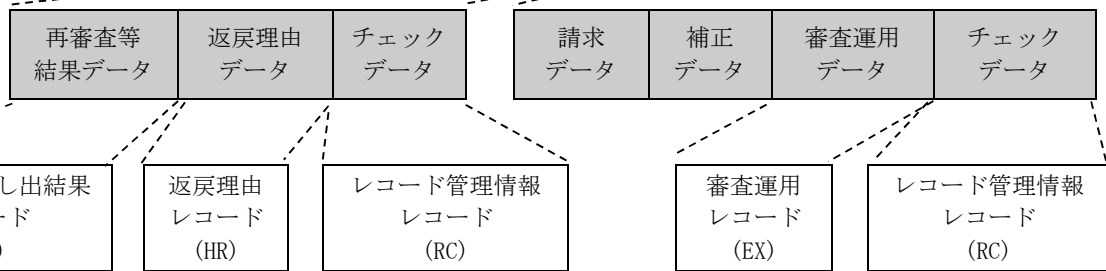 再審査等
結果データ
返戻理由
データ
チェック
データ
請求
データ
補正
データ
審査運用
データ
チェック
データ
し出結果
ード
)
返戻理由
レコード
(HR)
レコード管理情報
レコード
(RC)
審査運用
レコード
(EX)
レコード管理情報
レコード
(RC)